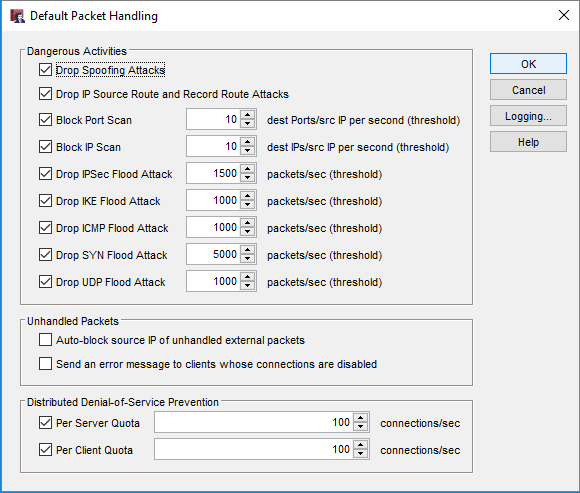 Default Packet Handling
Dangerous Activities
Drop Spoofing Attacks
Drop IP Source Route and Record Route Attacks
Block Port Scan 10 dest Ports/src IP per second (threshold)
Block IP Scan 10 dest IPs/src IP per second (threshold)
Drop IPSec Flood Attack 1500 packets/sec (threshold)
Drop IKE Flood Attack 1000 packets/sec (threshold)
Drop ICMP Flood Attack 1000 packets/sec (threshold)
Drop SYN Flood Attack 5000 packets/sec (threshold)
Drop UDP Flood Attack 1000 packets/sec (threshold)
Unhandled Packets
Auto-block source IP of unhandled external packets
Send an error message to clients whose connections are disabled
Distributed Denial-of-Service Prevention
Per Server Quota 100 connections/sec
Per Client Quota 100 connections/sec
OK
Cancel
Logging...
Help